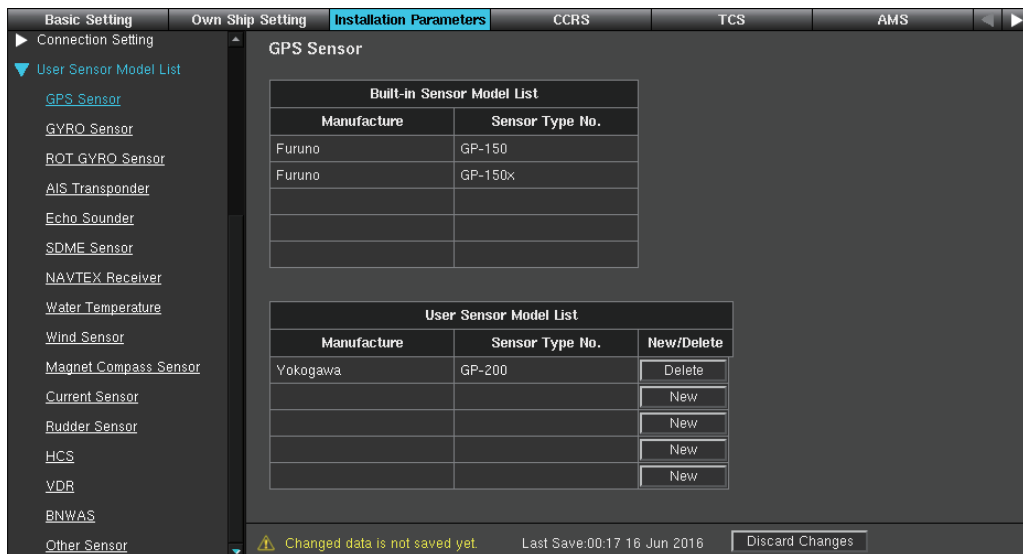 Basic Setting Own Ship Setting Installation Parameters CCRS TCS AMS
Connection Setting
User Sensor Model List
GPS Sensor
GYRO Sensor
ROT GYRO Sensor
AIS Transponder
Echo Sounder
SDME Sensor
NAVTEX Receiver
Water Temperature
Wind Sensor
Magnet Compass Sensor
Current Sensor
Rudder Sensor
HCS
VDR
BNWAS
Other Sensor
GPS Sensor
Built-in Sensor Model List
Manufacture Sensor Type No.
Furuno GP-150
Furuno GP-150x
User Sensor Model List
Manufacture Sensor Type No. New/Delete
Yokogawa GP-200 Delete
New
New
New
New
Changed data is not saved yet. Last Save:00:17 16 Jun 2016 Discard Changes